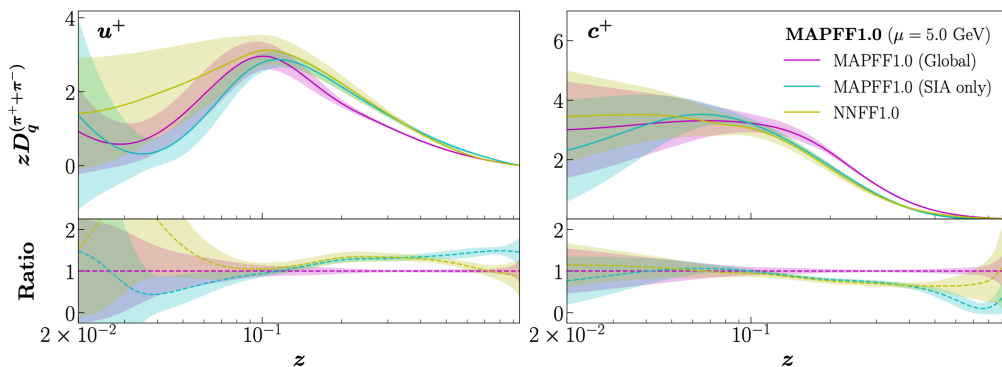 u⁺
c⁺
MAPFF1.0 (μ = 5.0 GeV)
MAPFF1.0 (Global)
MAPFF1.0 (SIA only)
NNFF1.0
zD_q^(π⁺+π⁻)
4
2
0
6
4
2
Ratio
2
1
0
2
1
0
2 × 10⁻²
10⁻¹
2 × 10⁻²
10⁻¹
z
z